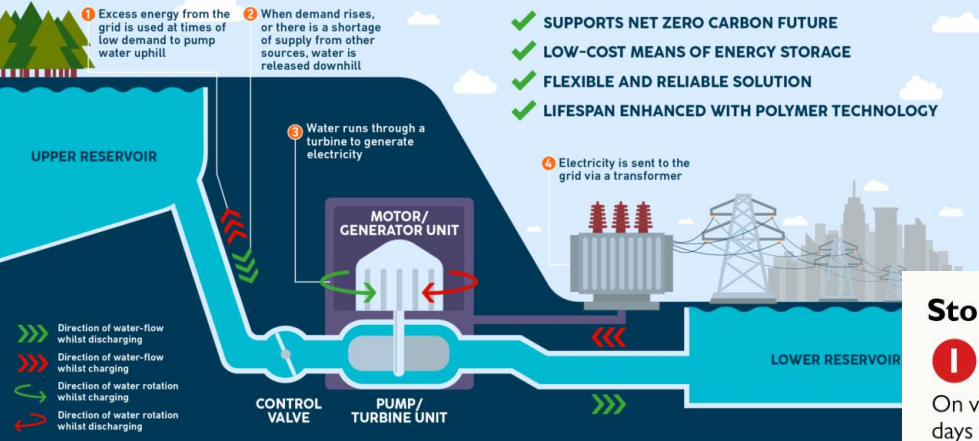 1 Excess energy from the
grid is used at times of
low demand to pump
water uphill
2 When demand rises,
or there is a shortage
of supply from other
sources, water is
released downhill
SUPPORTS NET ZERO CARBON FUTURE
LOW-COST MEANS OF ENERGY STORAGE
FLEXIBLE AND RELIABLE SOLUTION
LIFESPAN ENHANCED WITH POLYMER TECHNOLOGY
UPPER RESERVOIR
3 Water runs through a
turbine to generate
electricity
4 Electricity is sent to the
grid via a transformer
MOTOR/
GENERATOR UNIT
Direction of water-flow
whilst discharging
Direction of water-flow
whilst charging
Direction of water rotation
whilst charging
Direction of water rotation
whilst discharging
CONTROL
VALVE
PUMP/
TURBINE UNIT
LOWER RESERVOIR
Sto
1
On v
days